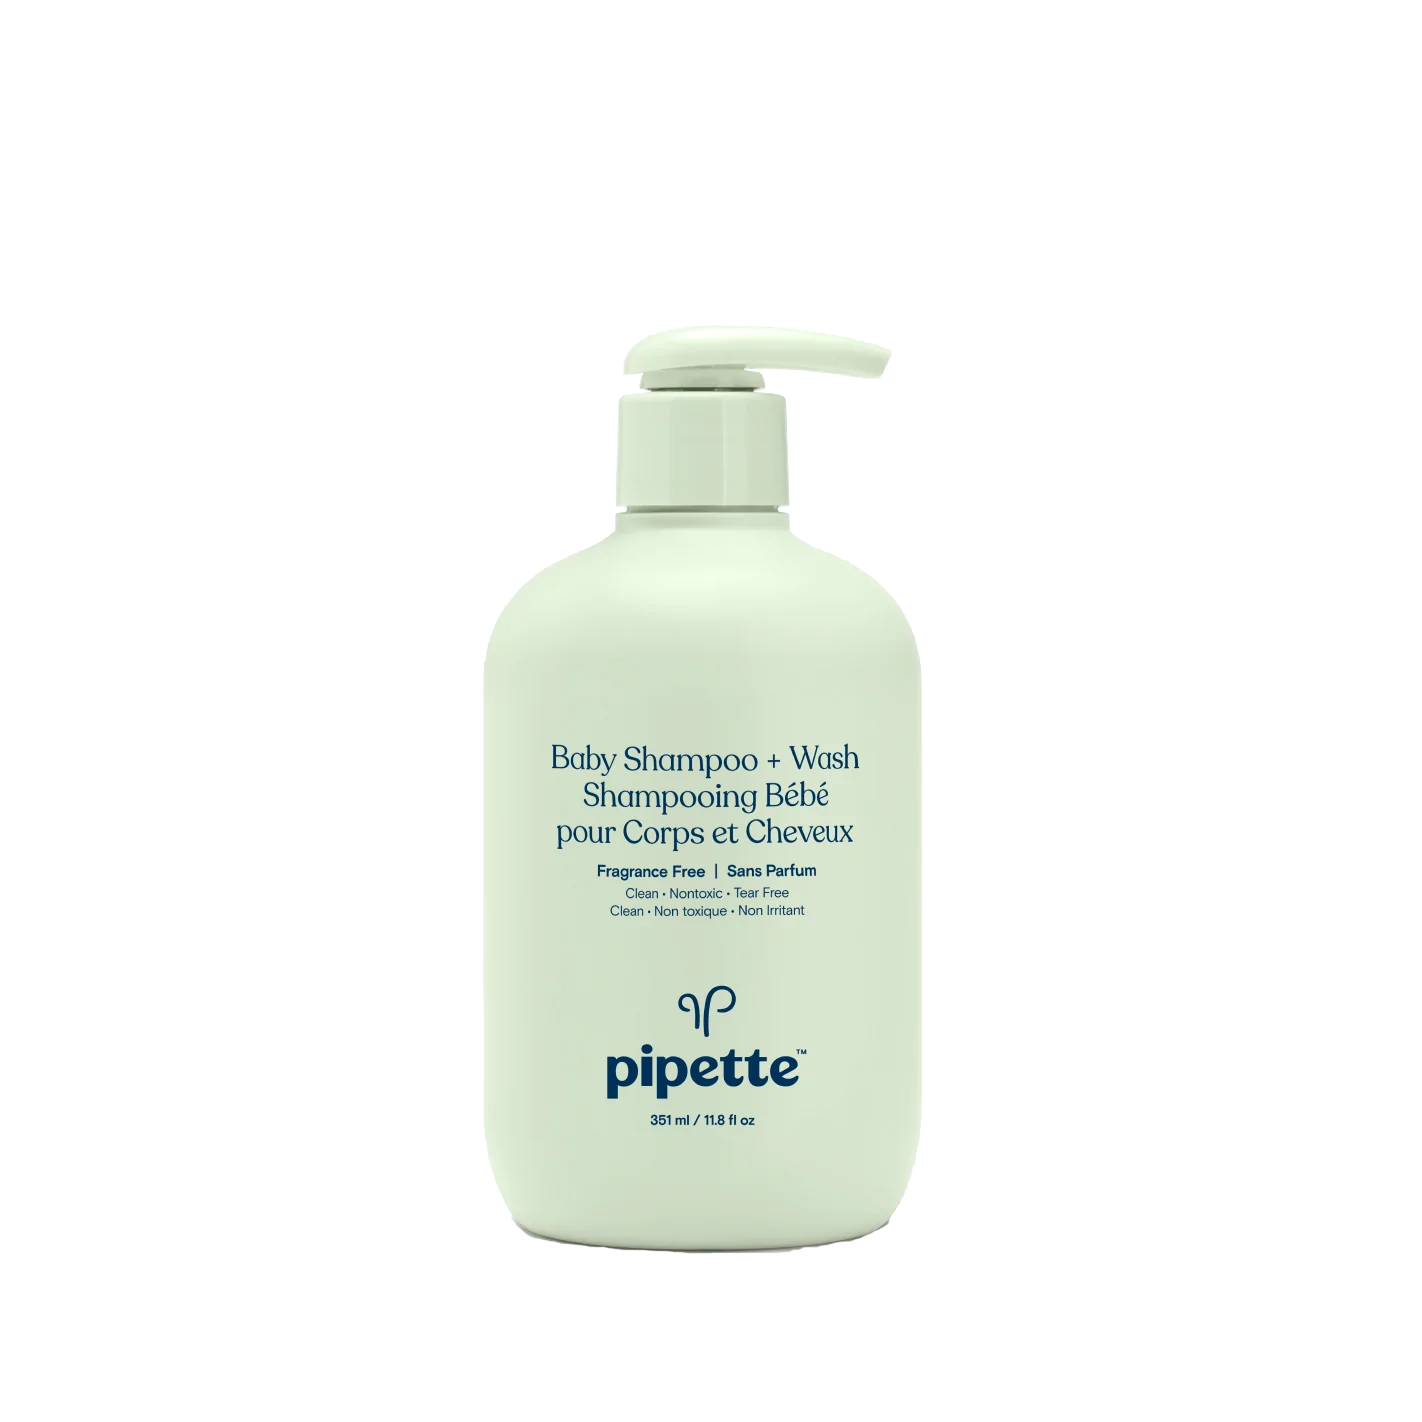 Baby Shampoo + Wash
Shampooing Bébé
pour Corps et Cheveux
Fragrance Free | Sans Parfum
Clean • Nontoxic • Tear Free
Clean • Non toxique • Non Irritant
pipette™
351 ml / 11.8 fl oz